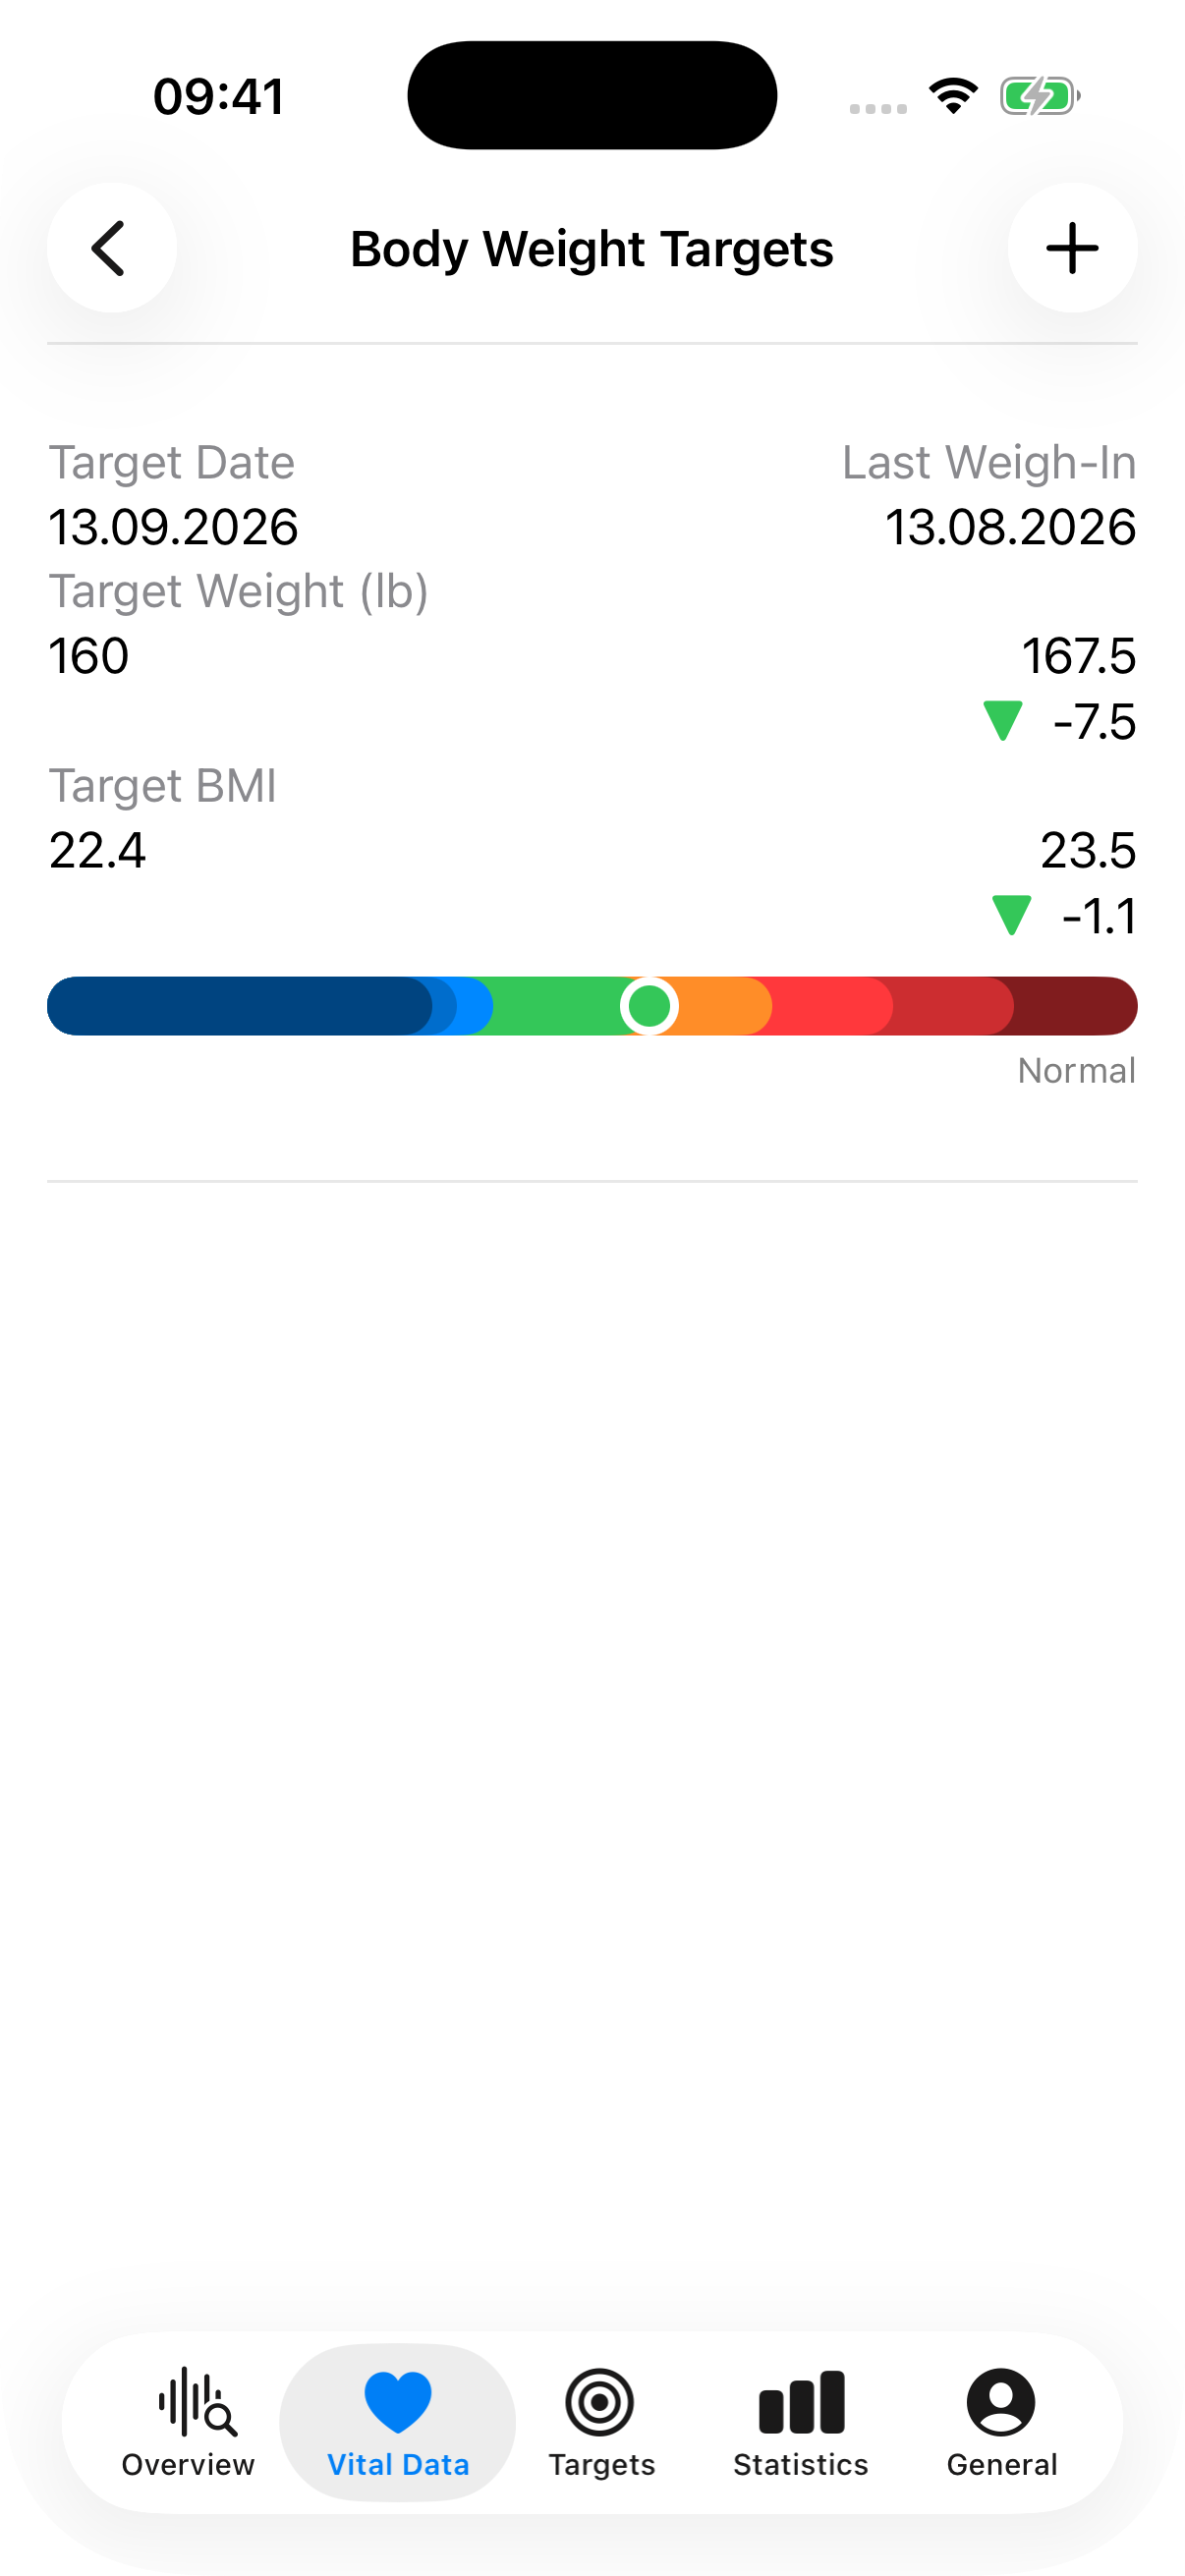 09:41
Body Weight Targets
Target Date Last Weigh-In
13.09.2026 13.08.2026
Target Weight (lb)
160 167.5
-7.5
Target BMI
22.4 23.5
-1.1
Normal
Overview Vital Data Targets Statistics General